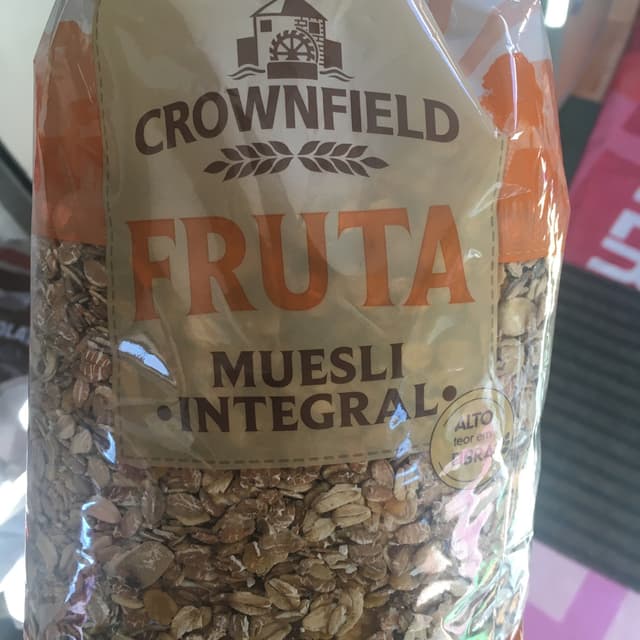 CROWNFIELD
FRUTA
MUESLI
•INTEGRAL•
ALTO
teor em
FIBRA